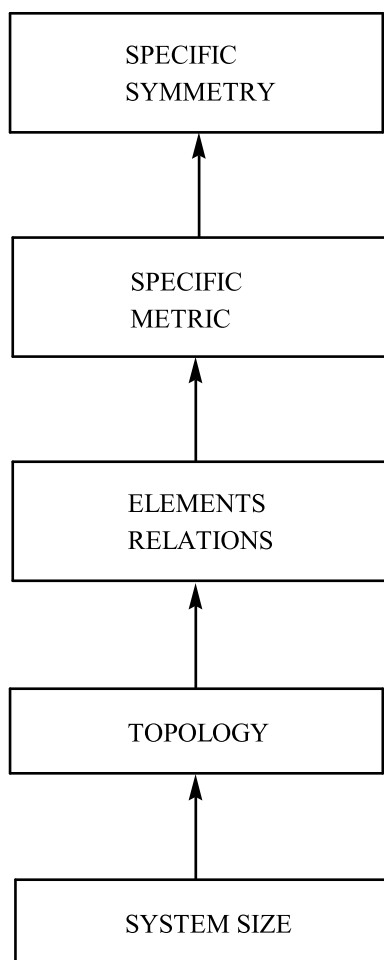 SPECIFIC
SYMMETRY
SPECIFIC
METRIC
ELEMENTS
RELATIONS
TOPOLOGY
SYSTEM SIZE